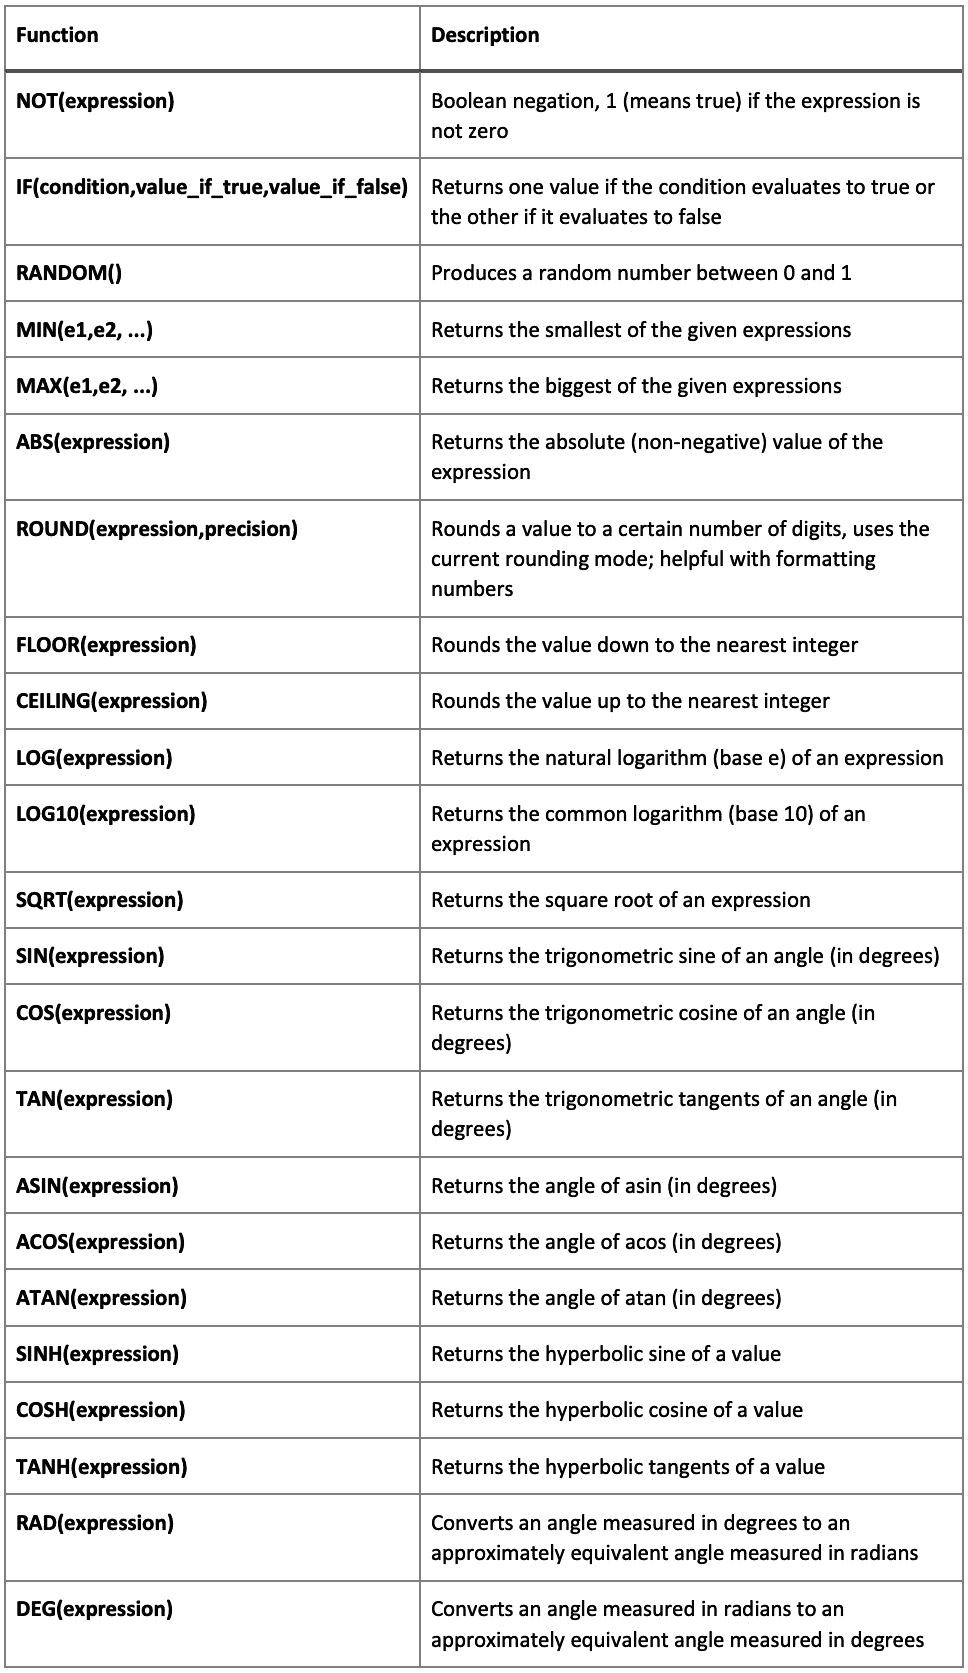 Function Description
NOT(expression) Boolean negation, 1 (means true) if the expression is
not zero
IF(condition,value_if_true,value_if_false) Returns one value if the condition evaluates to true or
the other if it evaluates to false
RANDOM() Produces a random number between 0 and 1
MIN(e1,e2, ...) Returns the smallest of the given expressions
MAX(e1,e2, ...) Returns the biggest of the given expressions
ABS(expression) Returns the absolute (non-negative) value of the
expression
ROUND(expression,precision) Rounds a value to a certain number of digits, uses the
current rounding mode; helpful with formatting
numbers
FLOOR(expression) Rounds the value down to the nearest integer
CEILING(expression) Rounds the value up to the nearest integer
LOG(expression) Returns the natural logarithm (base e) of an expression
LOG10(expression) Returns the common logarithm (base 10) of an
expression
SQRT(expression) Returns the square root of an expression
SIN(expression) Returns the trigonometric sine of an angle (in degrees)
COS(expression) Returns the trigonometric cosine of an angle (in
degrees)
TAN(expression) Returns the trigonometric tangents of an angle (in
degrees)
ASIN(expression) Returns the angle of asin (in degrees)
ACOS(expression) Returns the angle of acos (in degrees)
ATAN(expression) Returns the angle of atan (in degrees)
SINH(expression) Returns the hyperbolic sine of a value
COSH(expression) Returns the hyperbolic cosine of a value
TANH(expression) Returns the hyperbolic tangents of a value
RAD(expression) Converts an angle measured in degrees to an
approximately equivalent angle measured in radians
DEG(expression) Converts an angle measured in radians to an
approximately equivalent angle measured in degrees